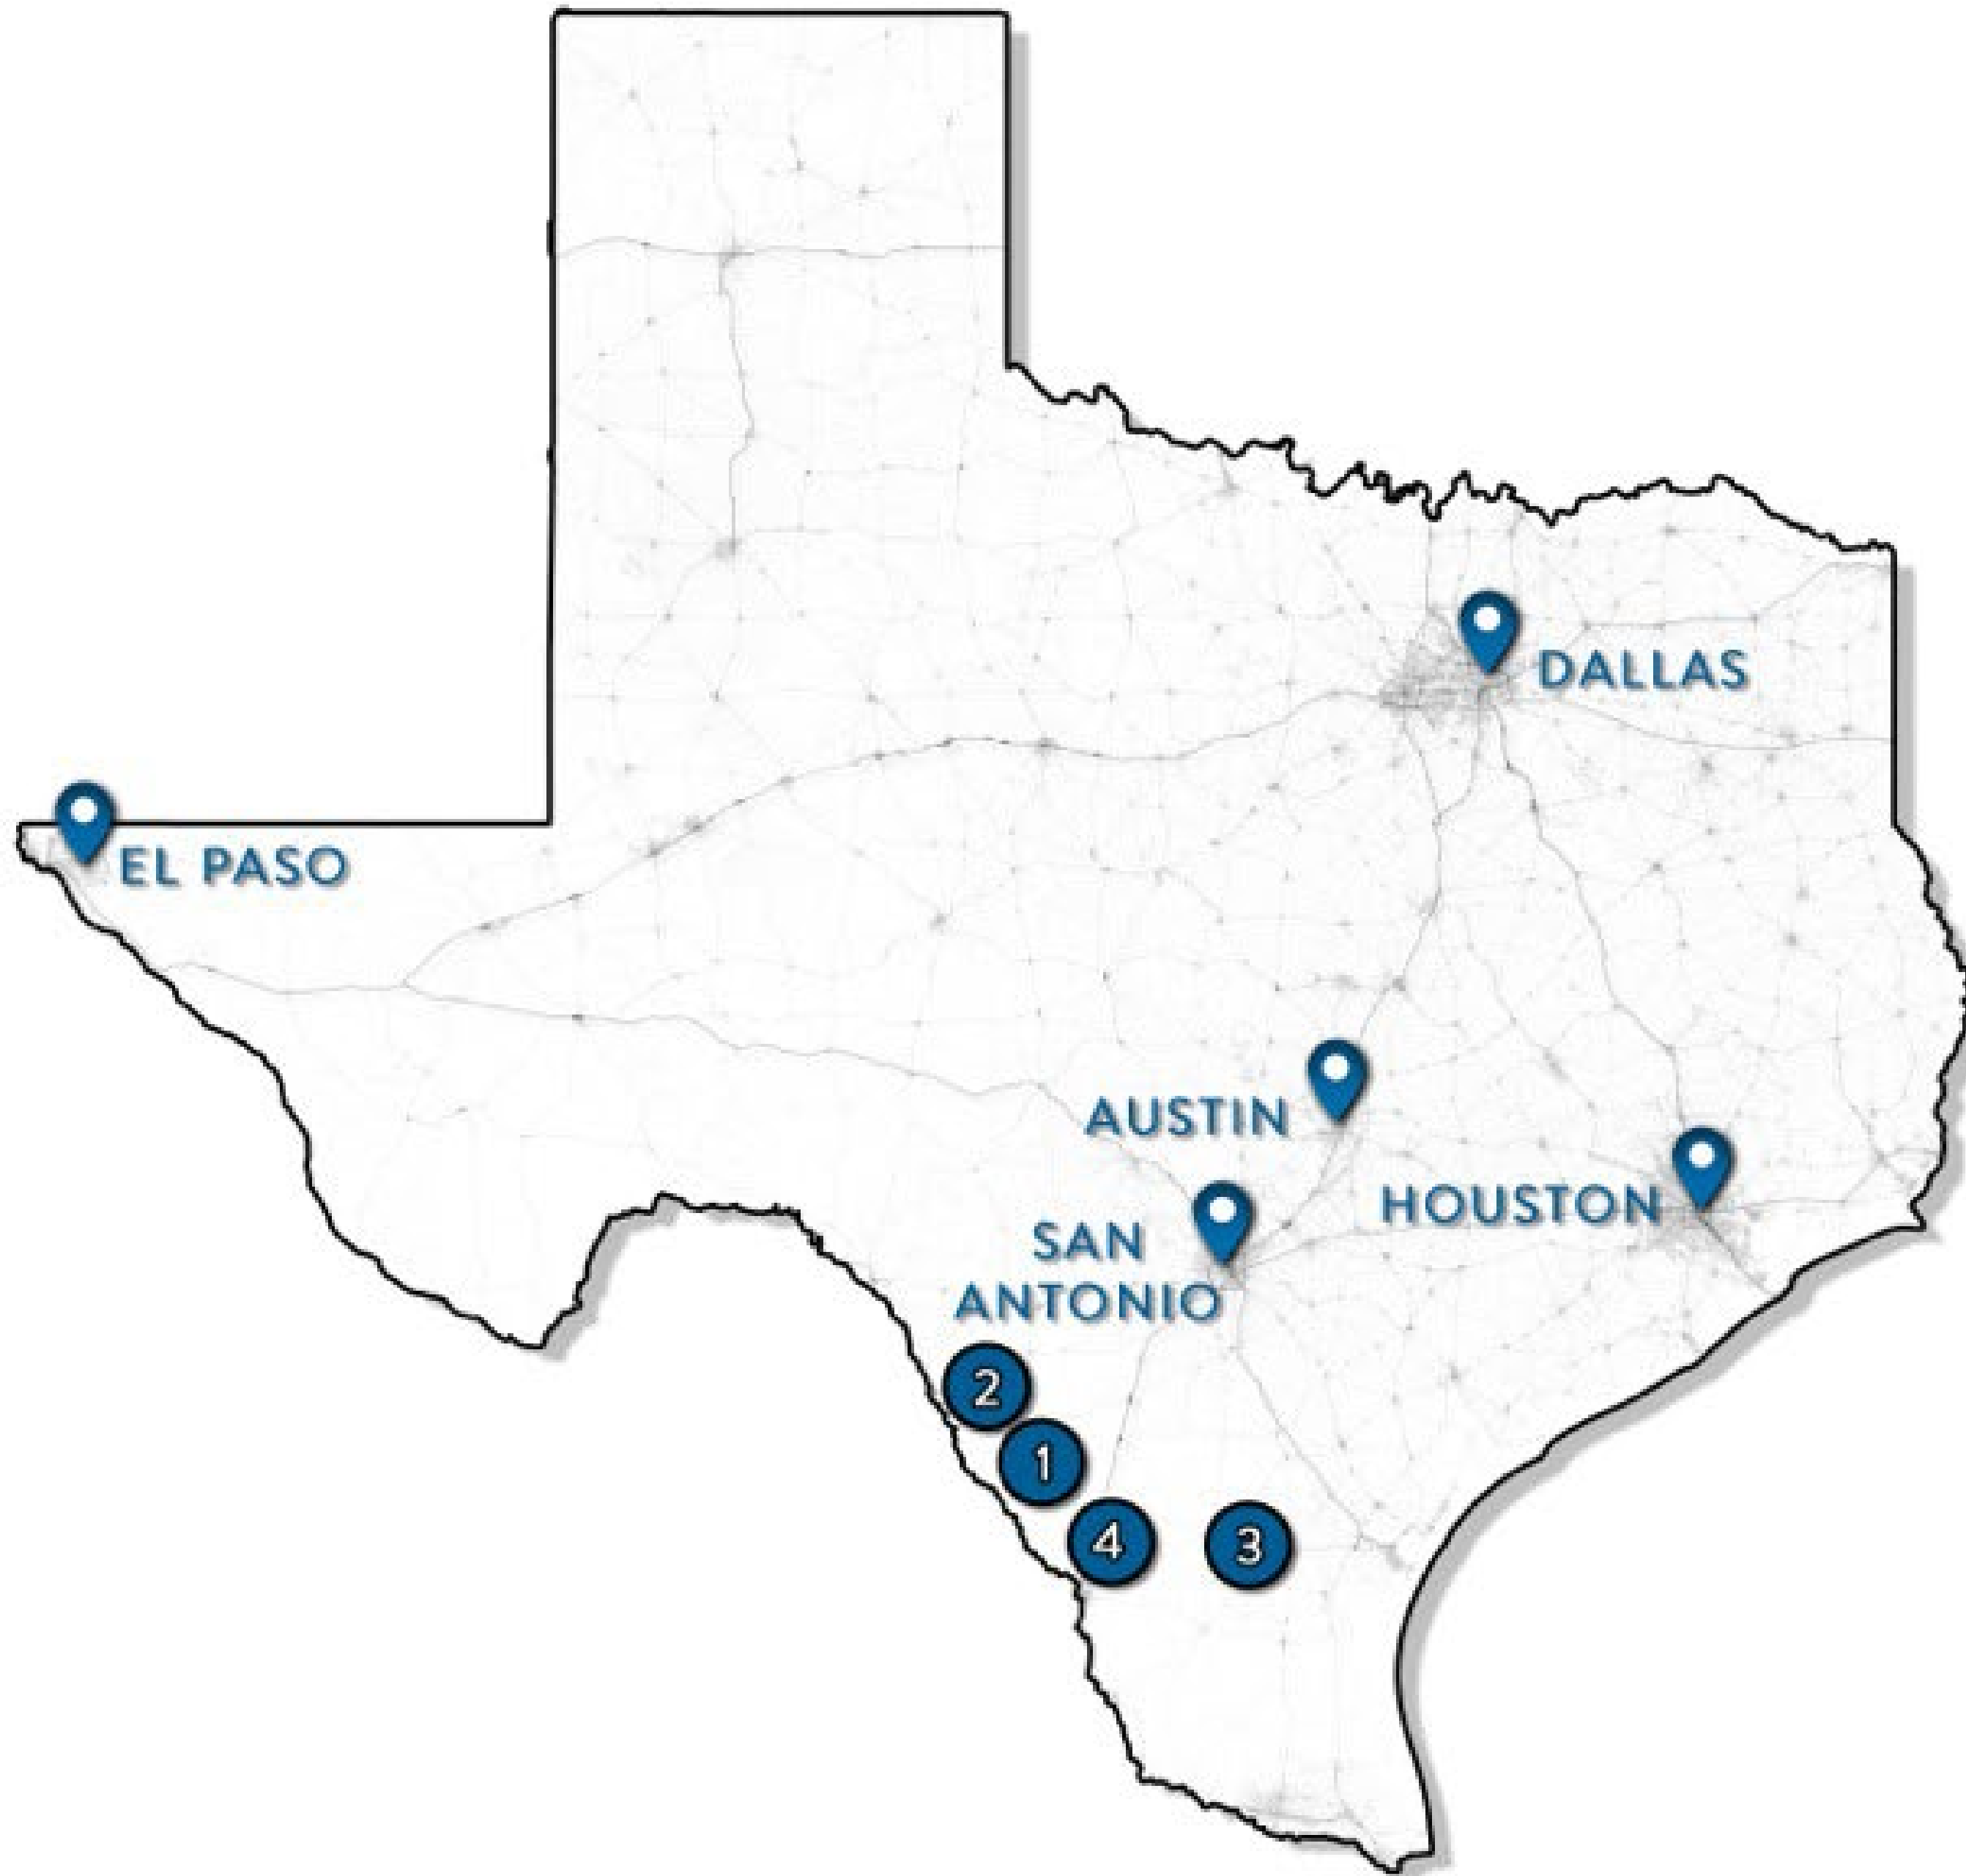 DALLAS
EL PASO
AUSTIN
HOUSTON
SAN
ANTONIO
2
1
4
3